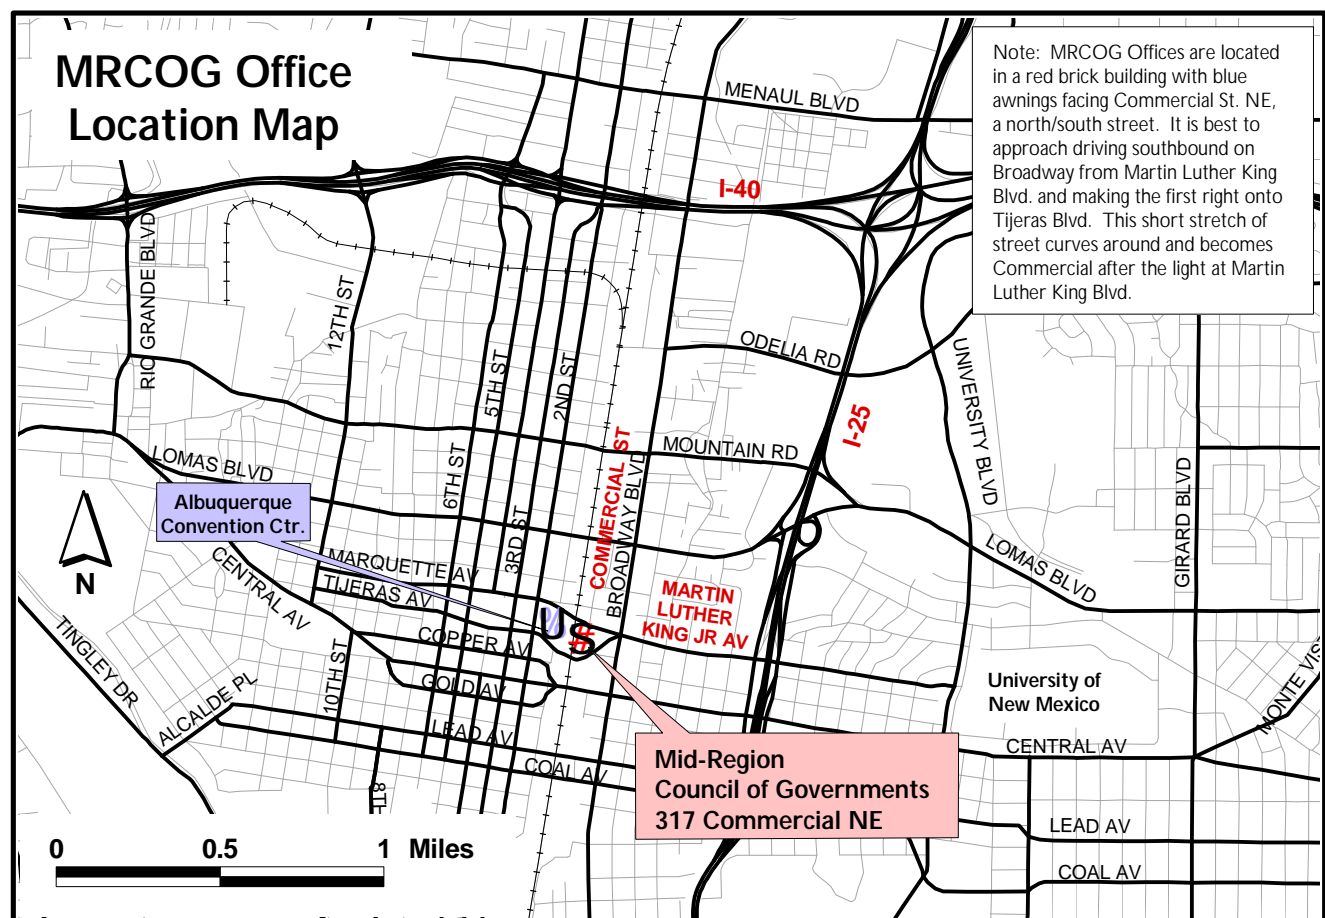 MRCOG Office
Location Map
Note: MRCOG Offices are located
in a red brick building with blue
awnings facing Commercial St. NE,
a north/south street. It is best to
approach driving southbound on
Broadway from Martin Luther King
Blvd. and making the first right onto
Tijeras Blvd. This short stretch of
street curves around and becomes
Commercial after the light at Martin
Luther King Blvd.
MENAUL BLVD
I-40
RIO GRANDE BLVD
12TH ST
ODELIA RD
UNIVERSITY BLVD
5TH ST
2ND ST
I-25
MOUNTAIN RD
COMMERCIAL ST
BROADWAY BLVD
LOMAS BLVD
6TH ST
GIRARD BLVD
Albuquerque
Convention Ctr.
3RD ST
LOMAS BLVD
N
CENTRAL AV
MARQUETTE AV
TIJERAS AV
MARTIN
LUTHER
KING JR AV
U
S
TINGLEY DR
COPPER AV
10TH ST
GOLD AV
ALCALDE PL
University of
New Mexico
MONTE VIS
LEAD AV
CENTRAL AV
COAL AV
8TH
Mid-Region
Council of Governments
317 Commercial NE
LEAD AV
COAL AV
0 0.5 1 Miles